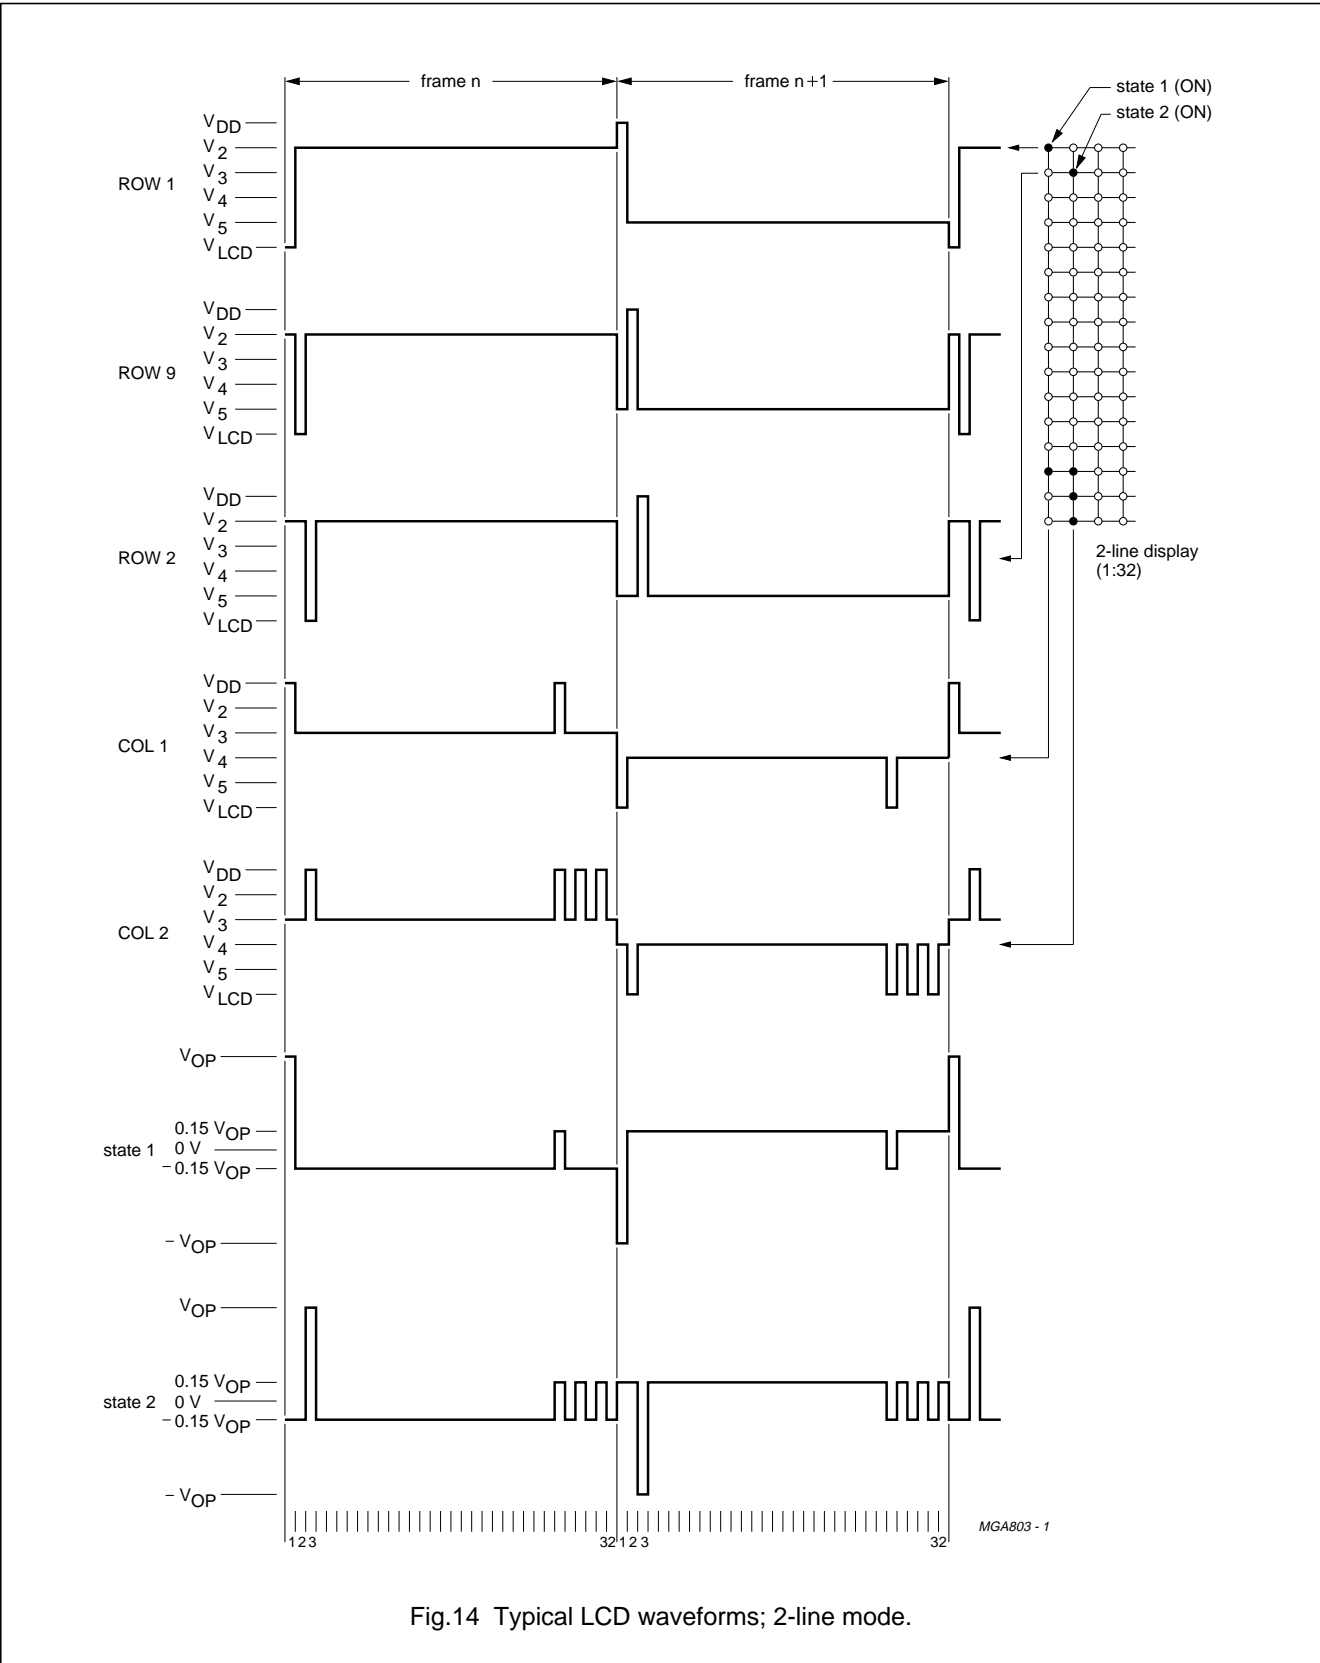 frame n
frame n+1
state 1 (ON)
state 2 (ON)
ROW 1
VDD
V2
V3
V4
V5
VLCD
ROW 9
VDD
V2
V3
V4
V5
VLCD
ROW 2
VDD
V2
V3
V4
V5
VLCD
2-line display
(1:32)
COL 1
VDD
V2
V3
V4
V5
VLCD
COL 2
VDD
V2
V3
V4
V5
VLCD
state 1
VOP
0.15 VOP
0 V
−0.15 VOP
− VOP
state 2
VOP
0.15 VOP
0 V
−0.15 VOP
− VOP
1 2 3 32 1 2 3 32
MGA803 - 1
Fig.14 Typical LCD waveforms; 2-line mode.